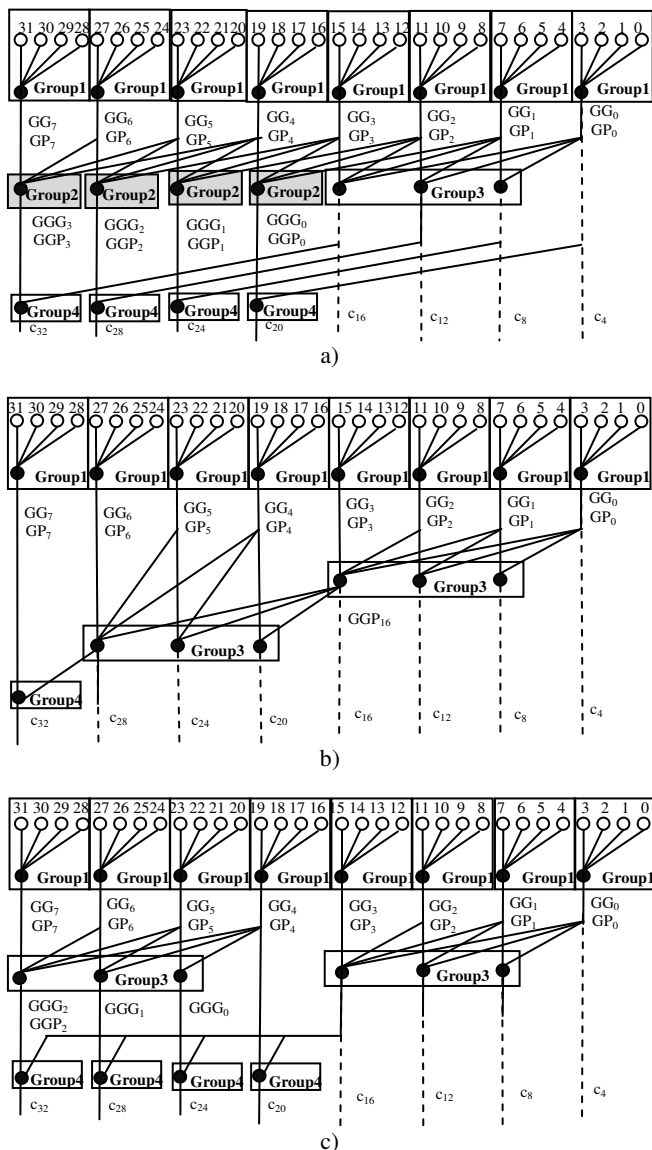 31 30 29 28 27 26 25 24 23 22 21 20 19 18 17 16 15 14 13 12 11 10 9 8 7 6 5 4 3 2 1 0
Group1 Group1 Group1 Group1 Group1 Group1 Group1 Group1
GG7 GG6 GG5 GG4 GG3 GG2 GG1 GG0
GP7 GP6 GP5 GP4 GP3 GP2 GP1 GP0
Group2 Group2 Group2 Group2 Group3
GGG3 GGG2 GGG1 GGG0
GGP3 GGP2 GGP1 GGP0
Group4 Group4 Group4 Group4
c32 c28 c24 c20 c16 c12 c8 c4
a)
31 30 29 28 27 26 25 24 23 22 21 20 19 18 17 16 15 14 13 12 11 10 9 8 7 6 5 4 3 2 1 0
Group1 Group1 Group1 Group1 Group1 Group1 Group1 Group1
GG7 GG6 GG5 GG4 GG3 GG2 GG1 GG0
GP7 GP6 GP5 GP4 GP3 GP2 GP1 GP0
Group3
GGP16
Group3
Group4
c32 c28 c24 c20 c16 c12 c8 c4
b)
31 30 29 28 27 26 25 24 23 22 21 20 19 18 17 16 15 14 13 12 11 10 9 8 7 6 5 4 3 2 1 0
Group1 Group1 Group1 Group1 Group1 Group1 Group1 Group1
GG7 GG6 GG5 GG4 GG3 GG2 GG1 GG0
GP7 GP6 GP5 GP4 GP3 GP2 GP1 GP0
Group3 Group3
GGG2 GGG1 GGG0
GGP2
Group4 Group4 Group4 Group4
c32 c28 c24 c20 c16 c12 c8 c4
c)